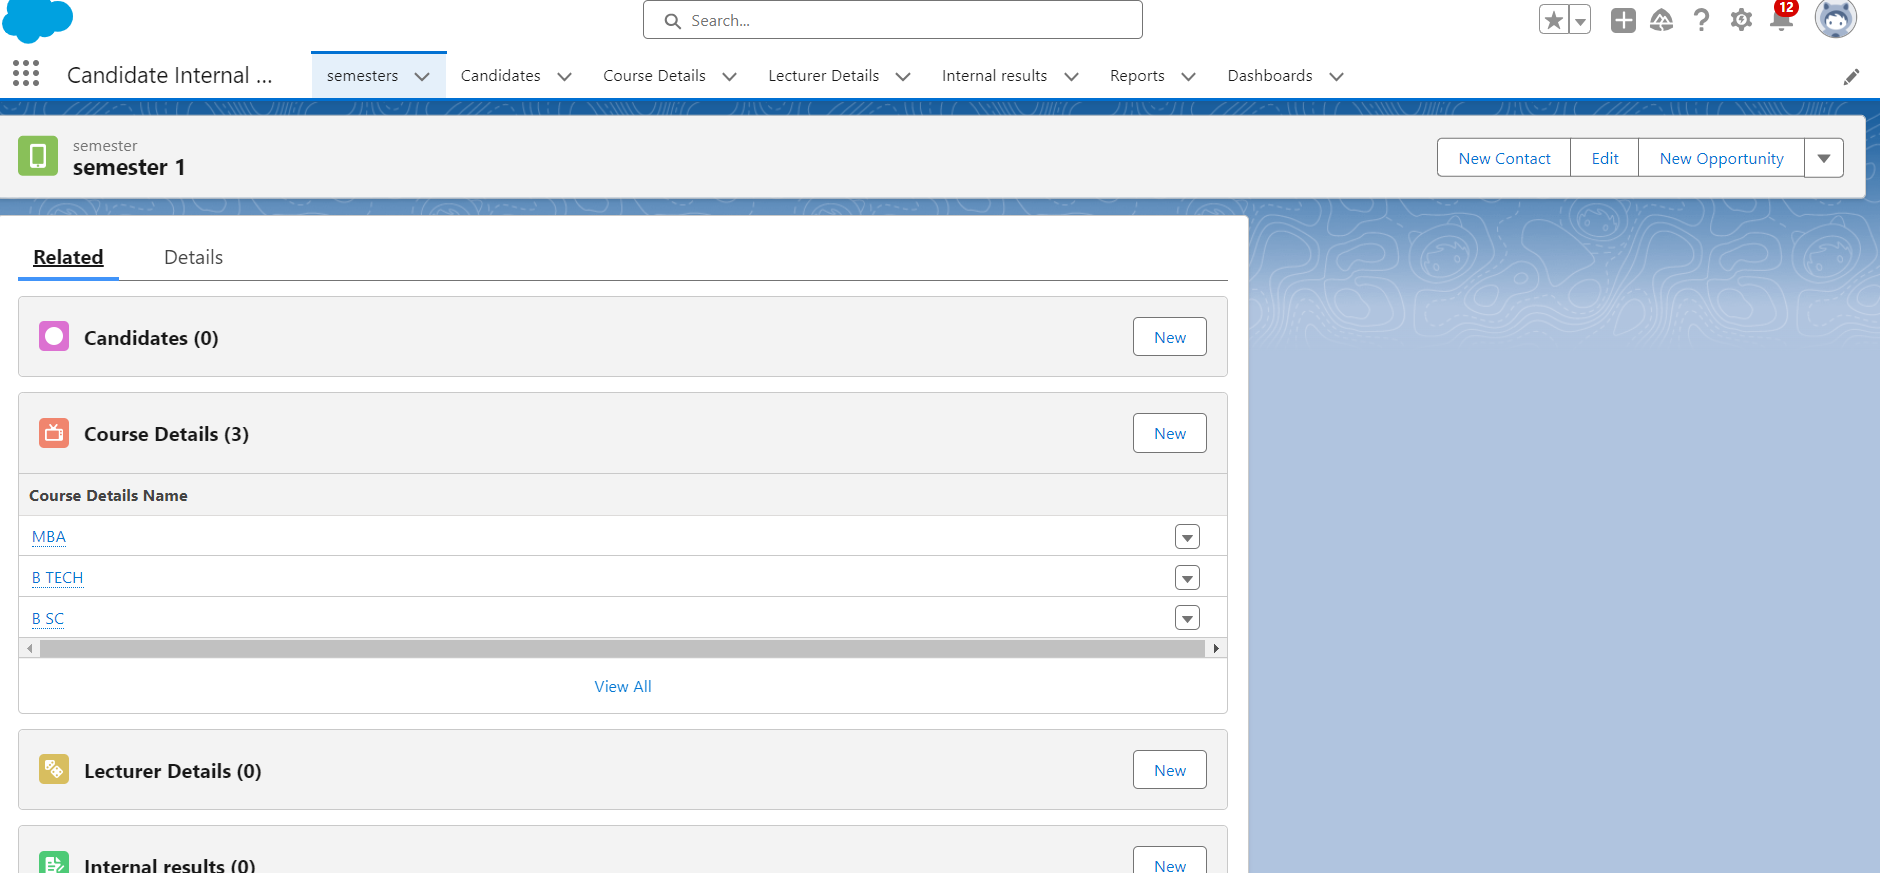 Search...
12
Candidate Internal ...
semesters
Candidates
Course Details
Lecturer Details
Internal results
Reports
Dashboards
semester
semester 1
New Contact
Edit
New Opportunity
Related
Details
Candidates (0)
New
Course Details (3)
New
Course Details Name
MBA
B TECH
B SC
View All
Lecturer Details (0)
New
Internal results (0)
New